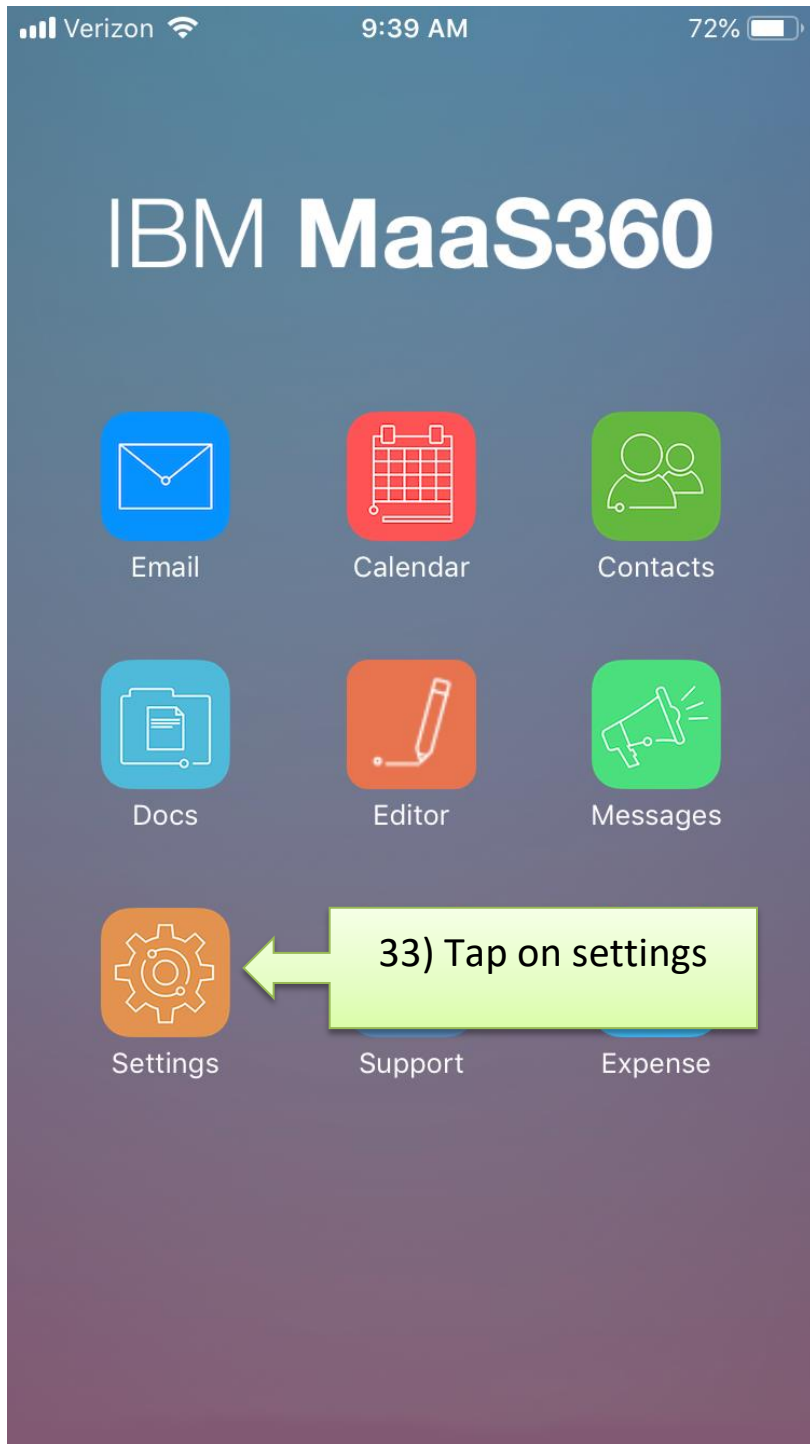 Verizon 9:39 AM 72%
IBM MaaS360
Email Calendar Contacts
Docs Editor Messages
33) Tap on settings
Settings Support Expense